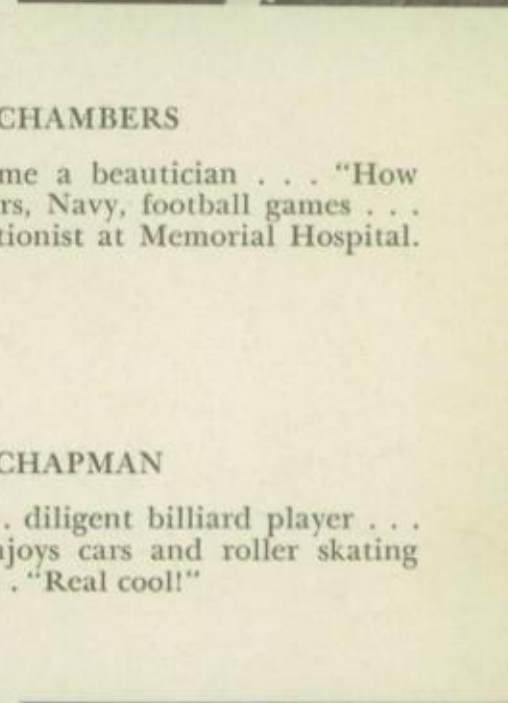 CHAMBERS
me a beautician . . . "How
rs, Navy, football games . . .
tionist at Memorial Hospital.
CHAPMAN
. diligent billiard player . . .
njoys cars and roller skating
. "Real cool!"